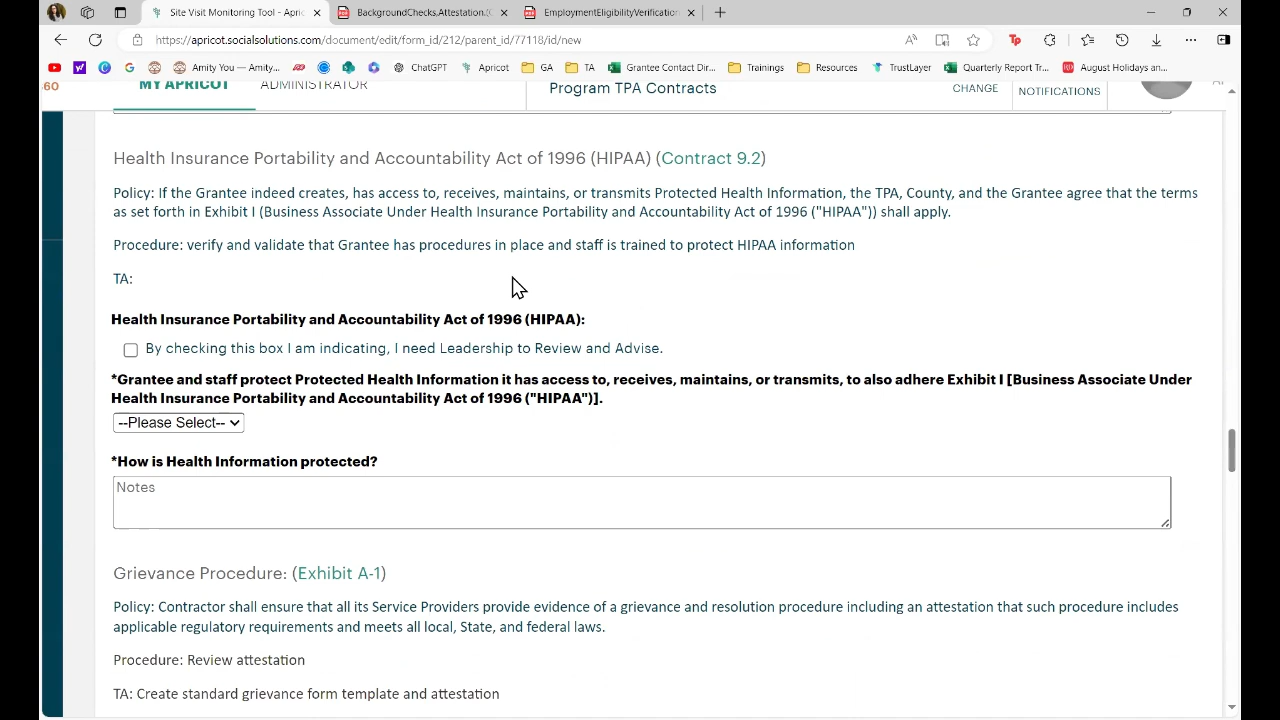 Site Visit Monitoring Tool - Apric
BackgroundChecks.Attestation.C
EmploymentEligibilityVerification
https://apricot.socialsolutions.com/document/edit/form_id/212/parent_id/77118/id/new
Amity You — Amity...
ChatGPT
Apricot
GA
TA
Grantee Contact Dir...
Trainings
Resources
TrustLayer
Quarterly Report Tr...
August Holidays an...
60
MY APRICOT
ADMINISTRATOR
Program TPA Contracts
CHANGE
NOTIFICATIONS
Health Insurance Portability and Accountability Act of 1996 (HIPAA) (Contract 9.2)
Policy: If the Grantee indeed creates, has access to, receives, maintains, or transmits Protected Health Information, the TPA, County, and the Grantee agree that the terms
as set forth in Exhibit I (Business Associate Under Health Insurance Portability and Accountability Act of 1996 ("HIPAA")) shall apply.
Procedure: verify and validate that Grantee has procedures in place and staff is trained to protect HIPAA information
TA:
Health Insurance Portability and Accountability Act of 1996 (HIPAA):
By checking this box I am indicating, I need Leadership to Review and Advise.
*Grantee and staff protect Protected Health Information it has access to, receives, maintains, or transmits, to also adhere Exhibit I [Business Associate Under
Health Insurance Portability and Accountability Act of 1996 ("HIPAA")].
--Please Select--
*How is Health Information protected?
Notes
Grievance Procedure: (Exhibit A-1)
Policy: Contractor shall ensure that all its Service Providers provide evidence of a grievance and resolution procedure including an attestation that such procedure includes
applicable regulatory requirements and meets all local, State, and federal laws.
Procedure: Review attestation
TA: Create standard grievance form template and attestation